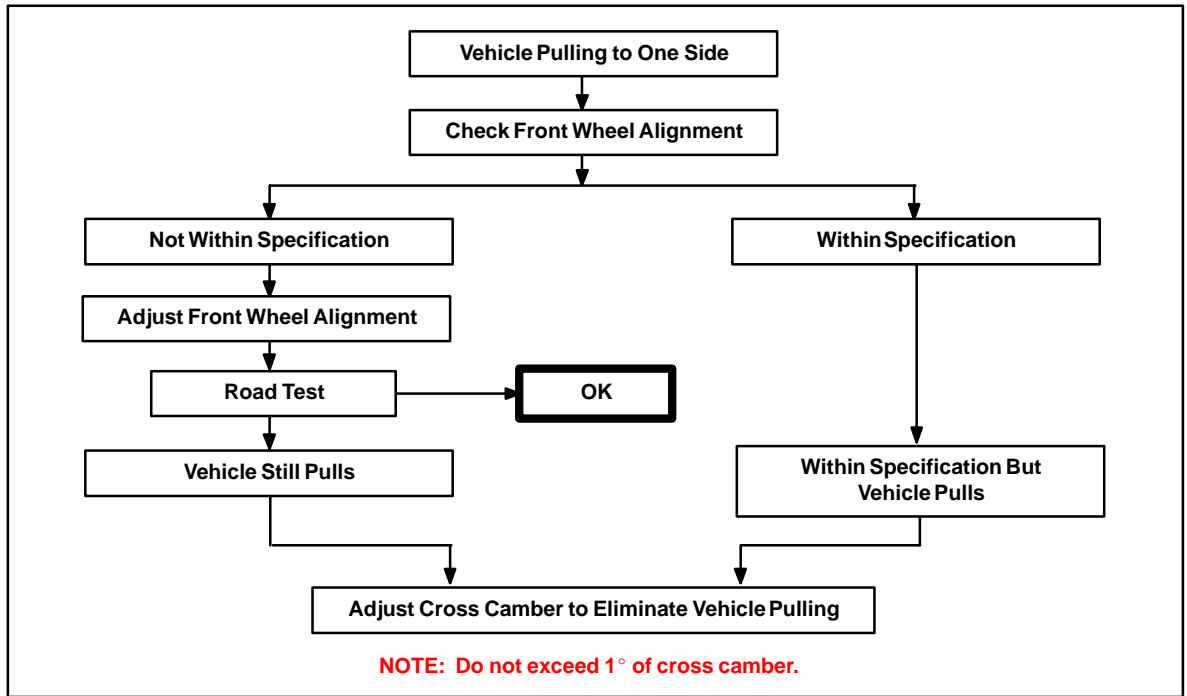 Vehicle Pulling to One Side
Check Front Wheel Alignment
Not Within Specification
Within Specification
Adjust Front Wheel Alignment
Road Test
OK
Vehicle Still Pulls
Within Specification But
Vehicle Pulls
Adjust Cross Camber to Eliminate Vehicle Pulling
NOTE: Do not exceed 1° of cross camber.